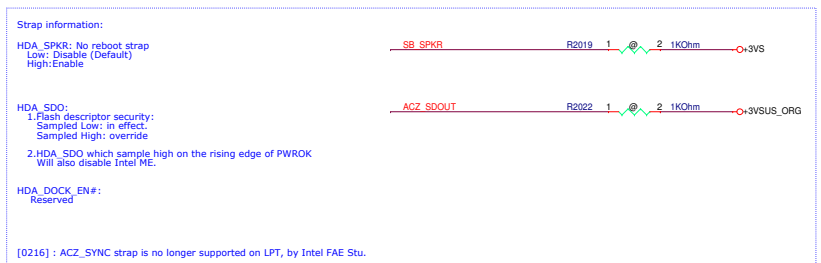 Strap information:
HDA_SPKR: No reboot strap
Low: Disable (Default)
High:Enable
SB_SPKR R2019 1 @ 2 1KOhm +3VS
HDA_SDO:
1.Flash descriptor security:
Sampled Low: in effect.
Sampled High: override
ACZ_SDOUT R2022 1 @ 2 1KOhm +3VSUS_ORG
2.HDA_SDO which sample high on the rising edge of PWROK
Will also disable Intel ME.
HDA_DOCK_EN#:
Reserved
[0216] : ACZ_SYNC strap is no longer supported on LPT, by Intel FAE Stu.